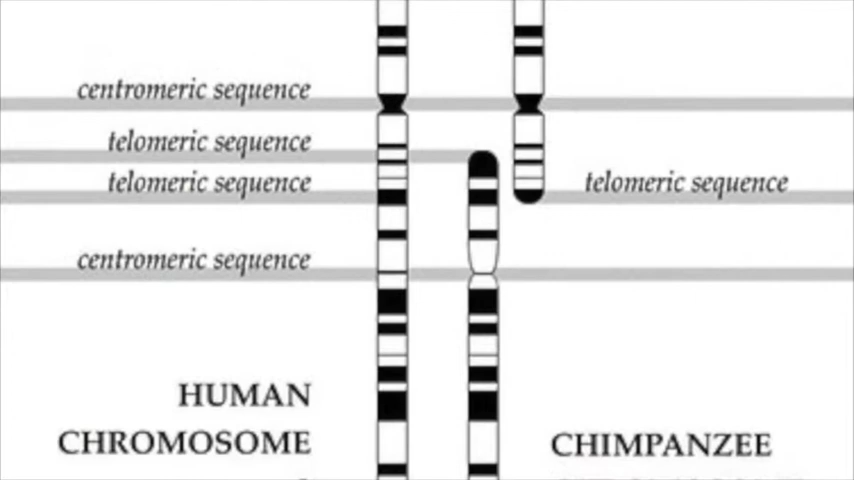 centromeric sequence
telomeric sequence
telomeric sequence
telomeric sequence
centromeric sequence
HUMAN
CHROMOSOME
CHIMPANZEE